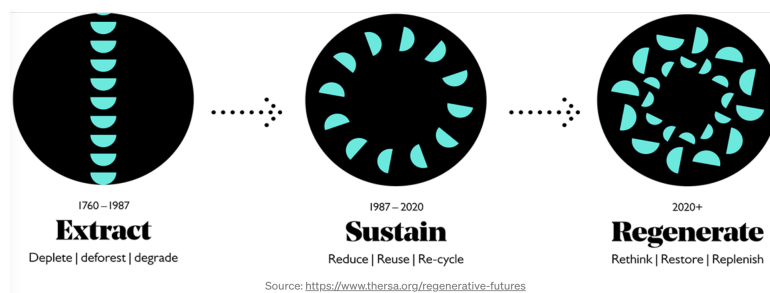 1760 – 1987
Extract
Deplete | deforest | degrade
1987 – 2020
Sustain
Reduce | Reuse | Re-cycle
2020+
Regenerate
Rethink | Restore | Replenish
Source: https://www.thersa.org/regenerative-futures